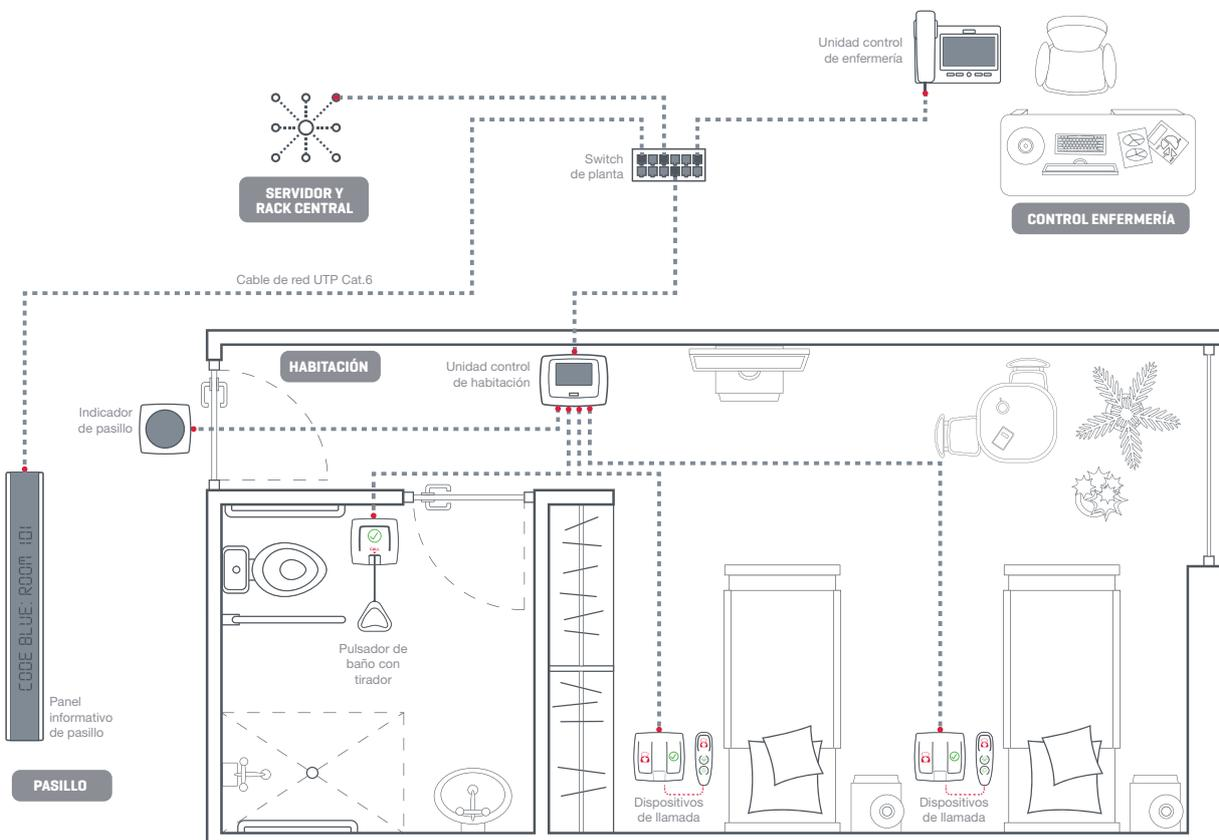 Unidad control
de enfermería
SERVIDOR Y
RACK CENTRAL
Switch
de planta
CONTROL ENFERMERÍA
Cable de red UTP Cat.6
HABITACIÓN
Unidad control
de habitación
Indicador
de pasillo
CODE BLUE: ROOM 101
Pulsador de
baño con
tirador
Panel
informativo
de pasillo
PASILLO
Dispositivos
de llamada
Dispositivos
de llamada